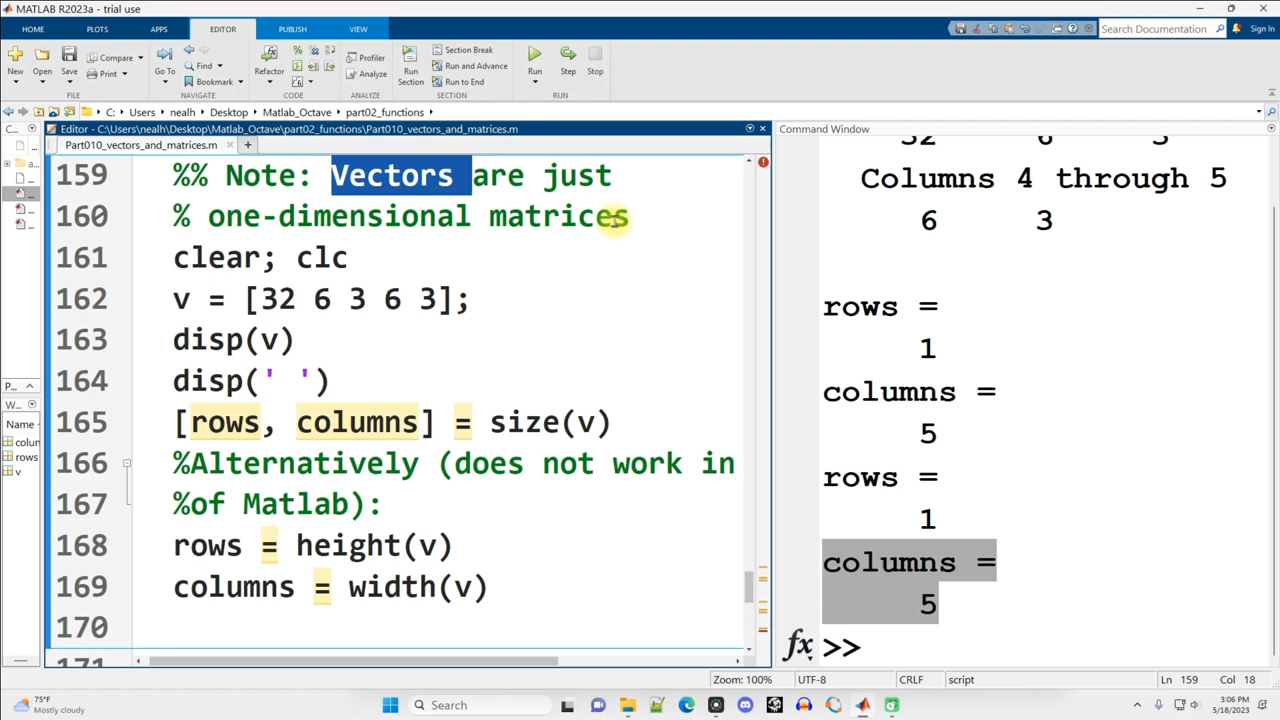 MATLAB R2023a - trial use
HOME PLOTS APPS EDITOR PUBLISH VIEW
Search Documentation
Sign In
New Open Save Compare Print Go To Find Bookmark Refactor Profiler Analyze Run Section Section Break Run and Advance Run to End Run Step Stop
FILE NAVIGATE CODE ANALYZE SECTION RUN
C: Users nealh Desktop Matlab_Octave part02_functions
C...
P...
W...
Name
colun
rows
v
Editor - C:\Users\nealh\Desktop\Matlab_Octave\part02_functions\Part010_vectors_and_matrices.m
Part010_vectors_and_matrices.m +
159 %% Note: Vectors are just
160 % one-dimensional matrices
161 clear; clc
162 v = [32 6 3 6 3];
163 disp(v)
164 disp(' ')
165 [rows, columns] = size(v)
166 %Alternatively (does not work in
167 %of Matlab):
168 rows = height(v)
169 columns = width(v)
170
Command Window
32 6 3
Columns 4 through 5
6 3
rows =
1
columns =
5
rows =
1
columns =
5
fx >>
Zoom: 100% UTF-8 CRLF script Ln 159 Col 18
75°F
Mostly cloudy
Search
3:06 PM
5/18/2023